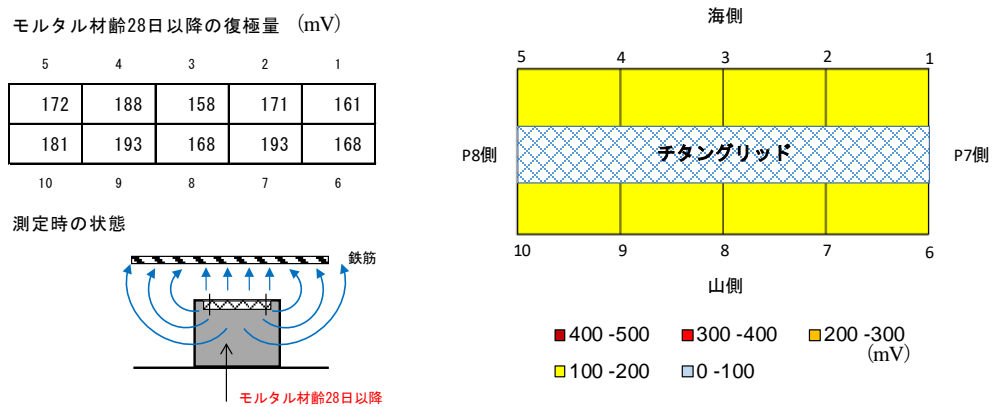 モルタル材齢28日以降の復極量 (mV)
5 4 3 2 1
172 188 158 171 161
181 193 168 193 168
10 9 8 7 6
測定時の状態
鉄筋
モルタル材齢28日以降
海側
5 4 3 2 1
P8側 チタングリッド P7側
10 9 8 7 6
山側
400 -500 300 -400 200 -300
(mV)
100 -200 0 -100